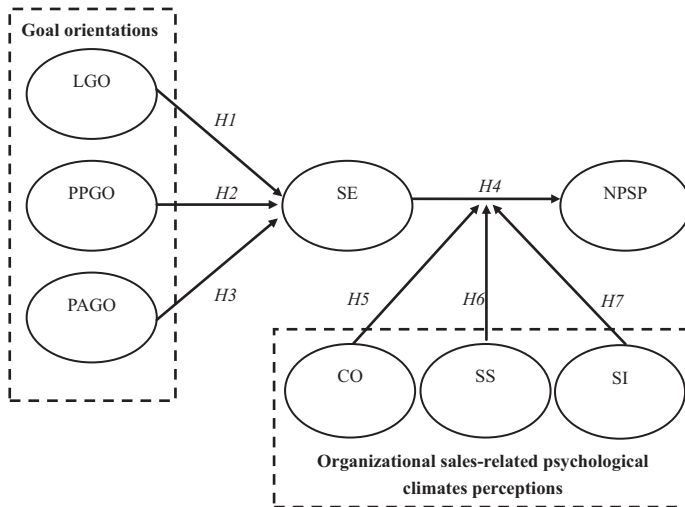 Goal orientations
LGO
H1
PPGO
H2
SE
H4
NPSP
PAGO
H3
H5
H6
H7
CO
SS
SI
Organizational sales-related psychological
climates perceptions